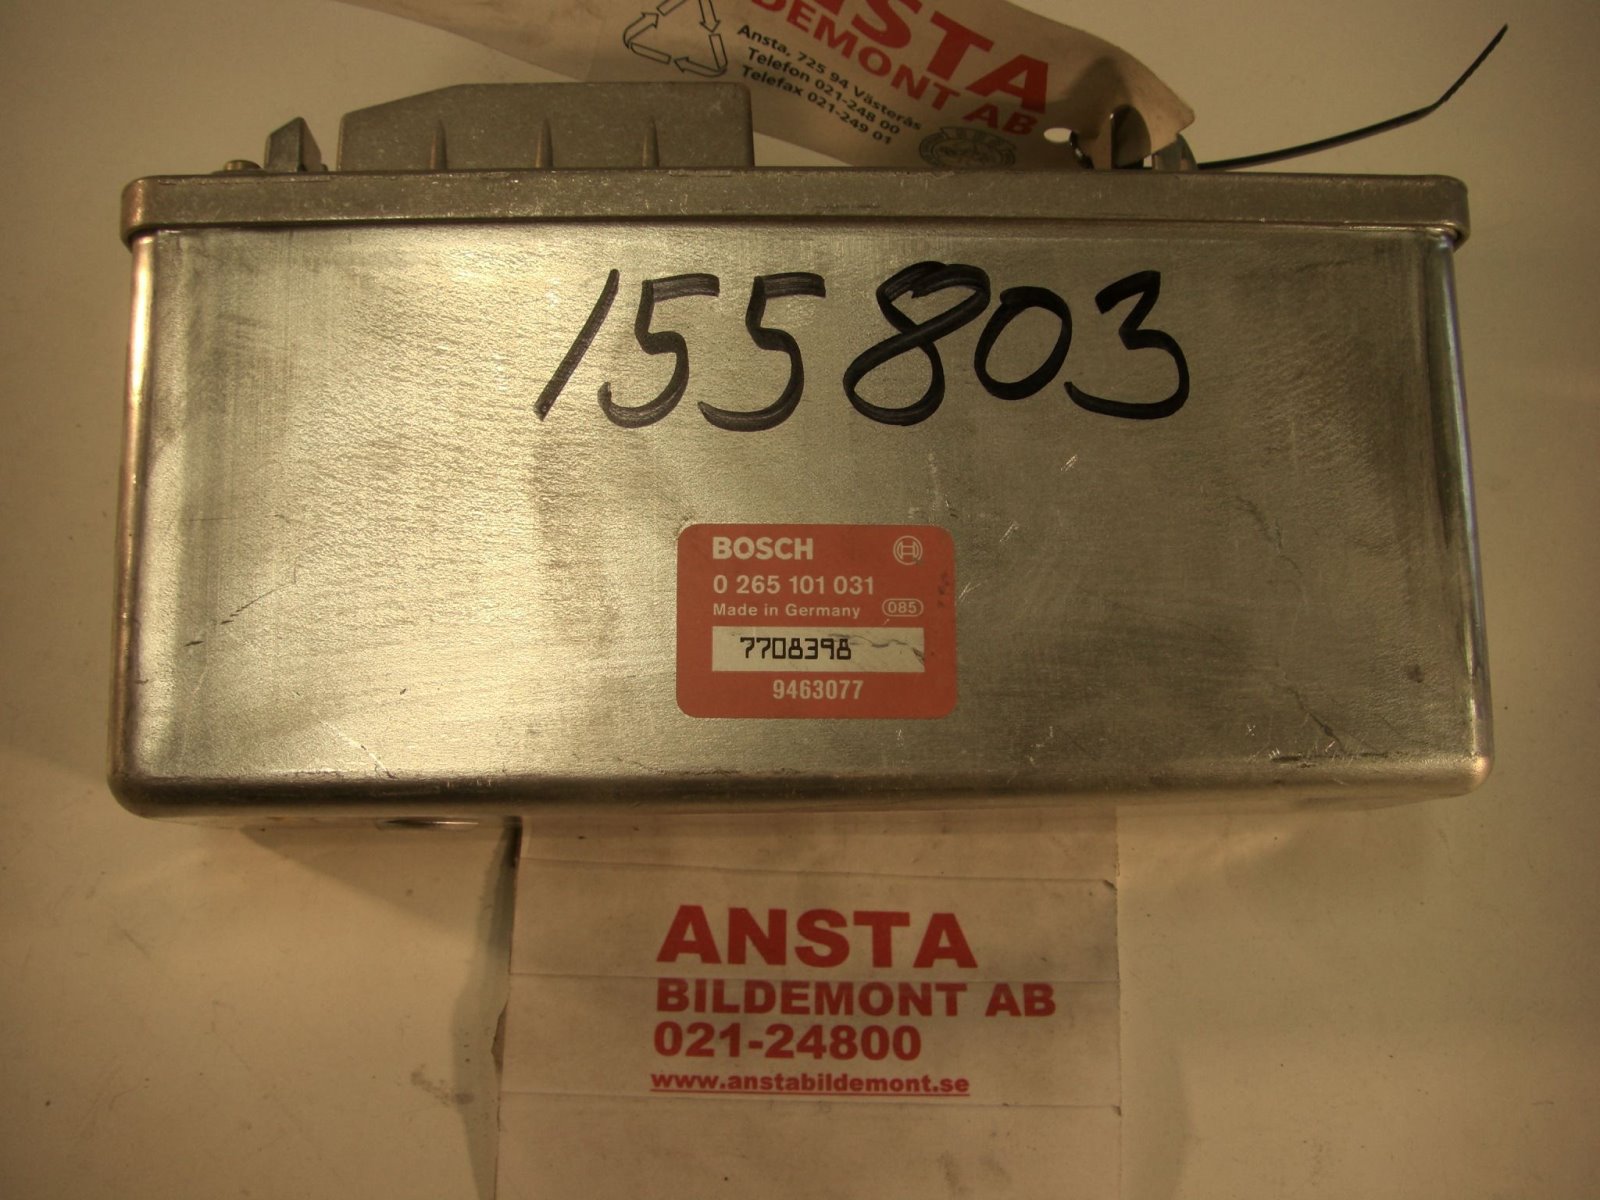 ANSTA
BILDEMONT AB
Ansta, 725 94 Västerås
Telefon 021-248 00
Telefax 021-249 01
155803
BOSCH
0 265 101 031
Made in Germany 085
7708398
9463077
ANSTA
BILDEMONT AB
021-24800
www.anstabildemont.se